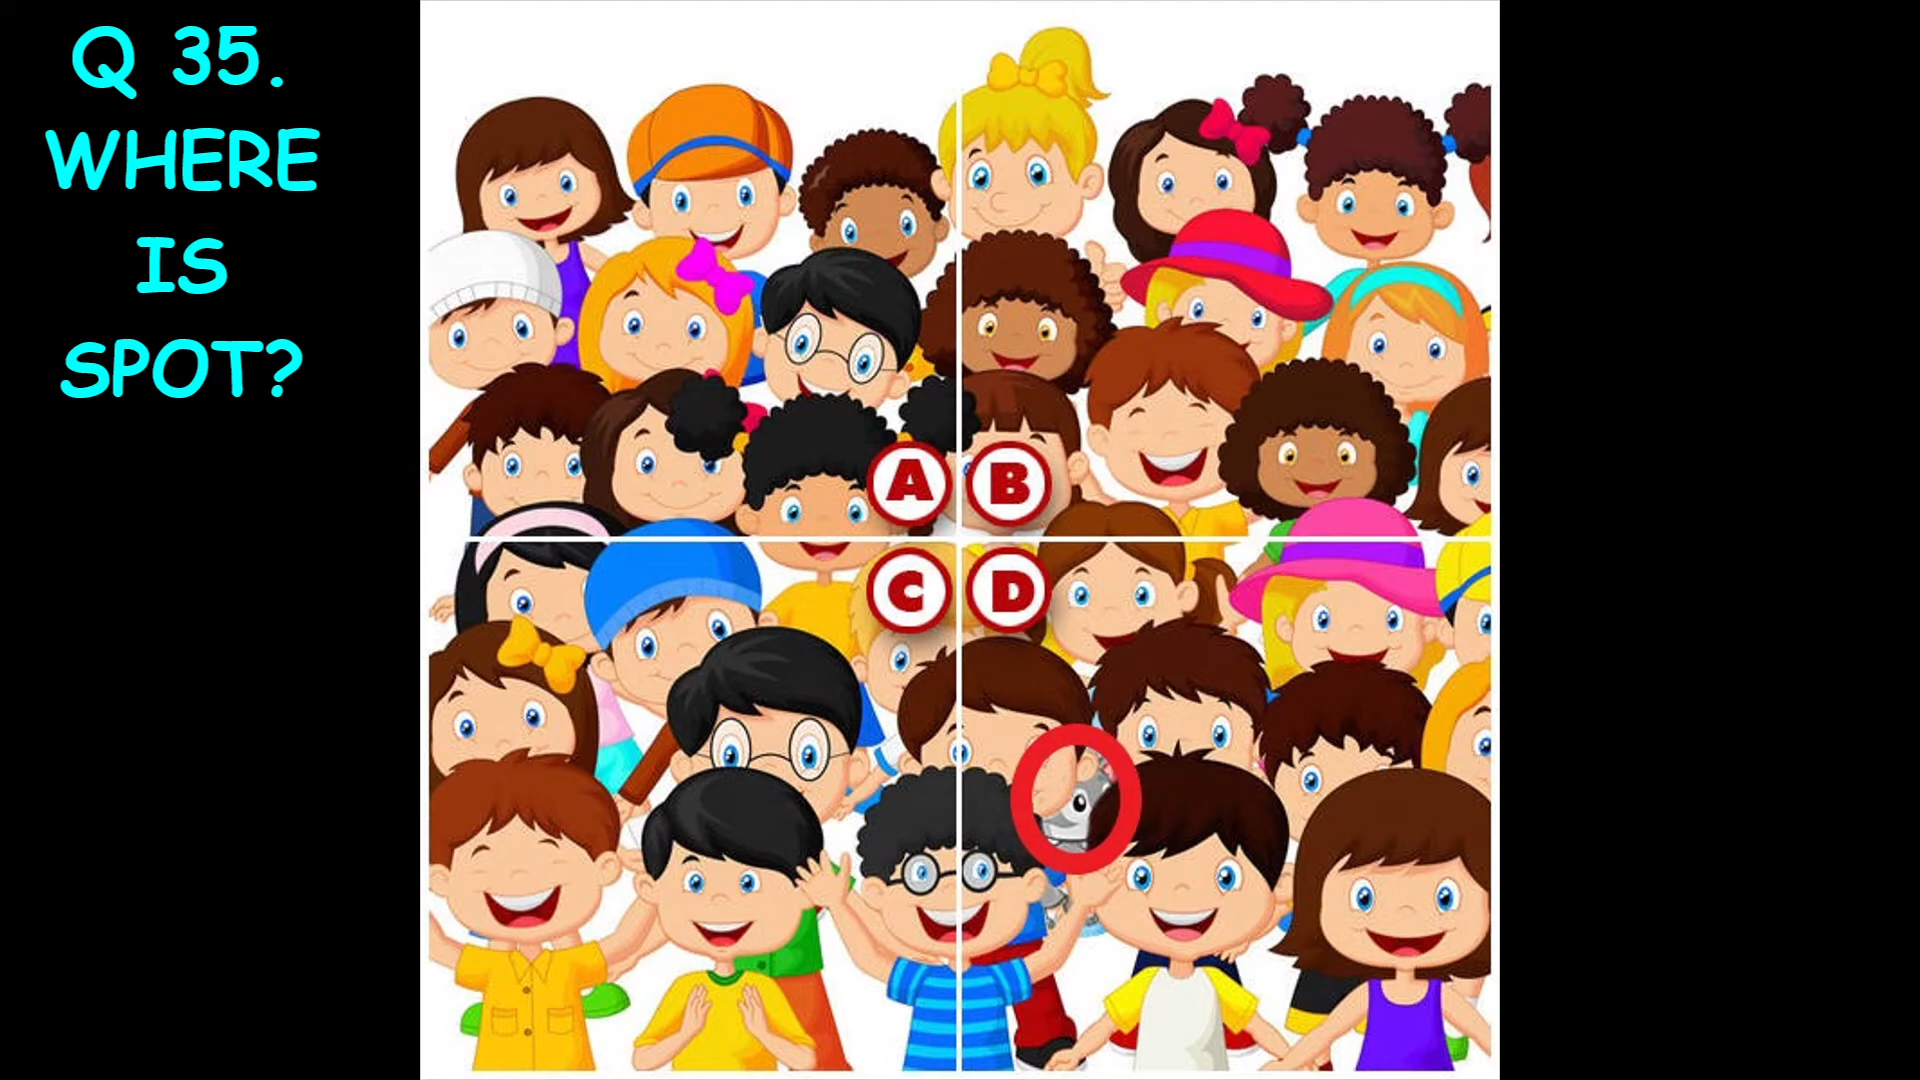 Q 35.
WHERE
IS
SPOT?
A B
C D